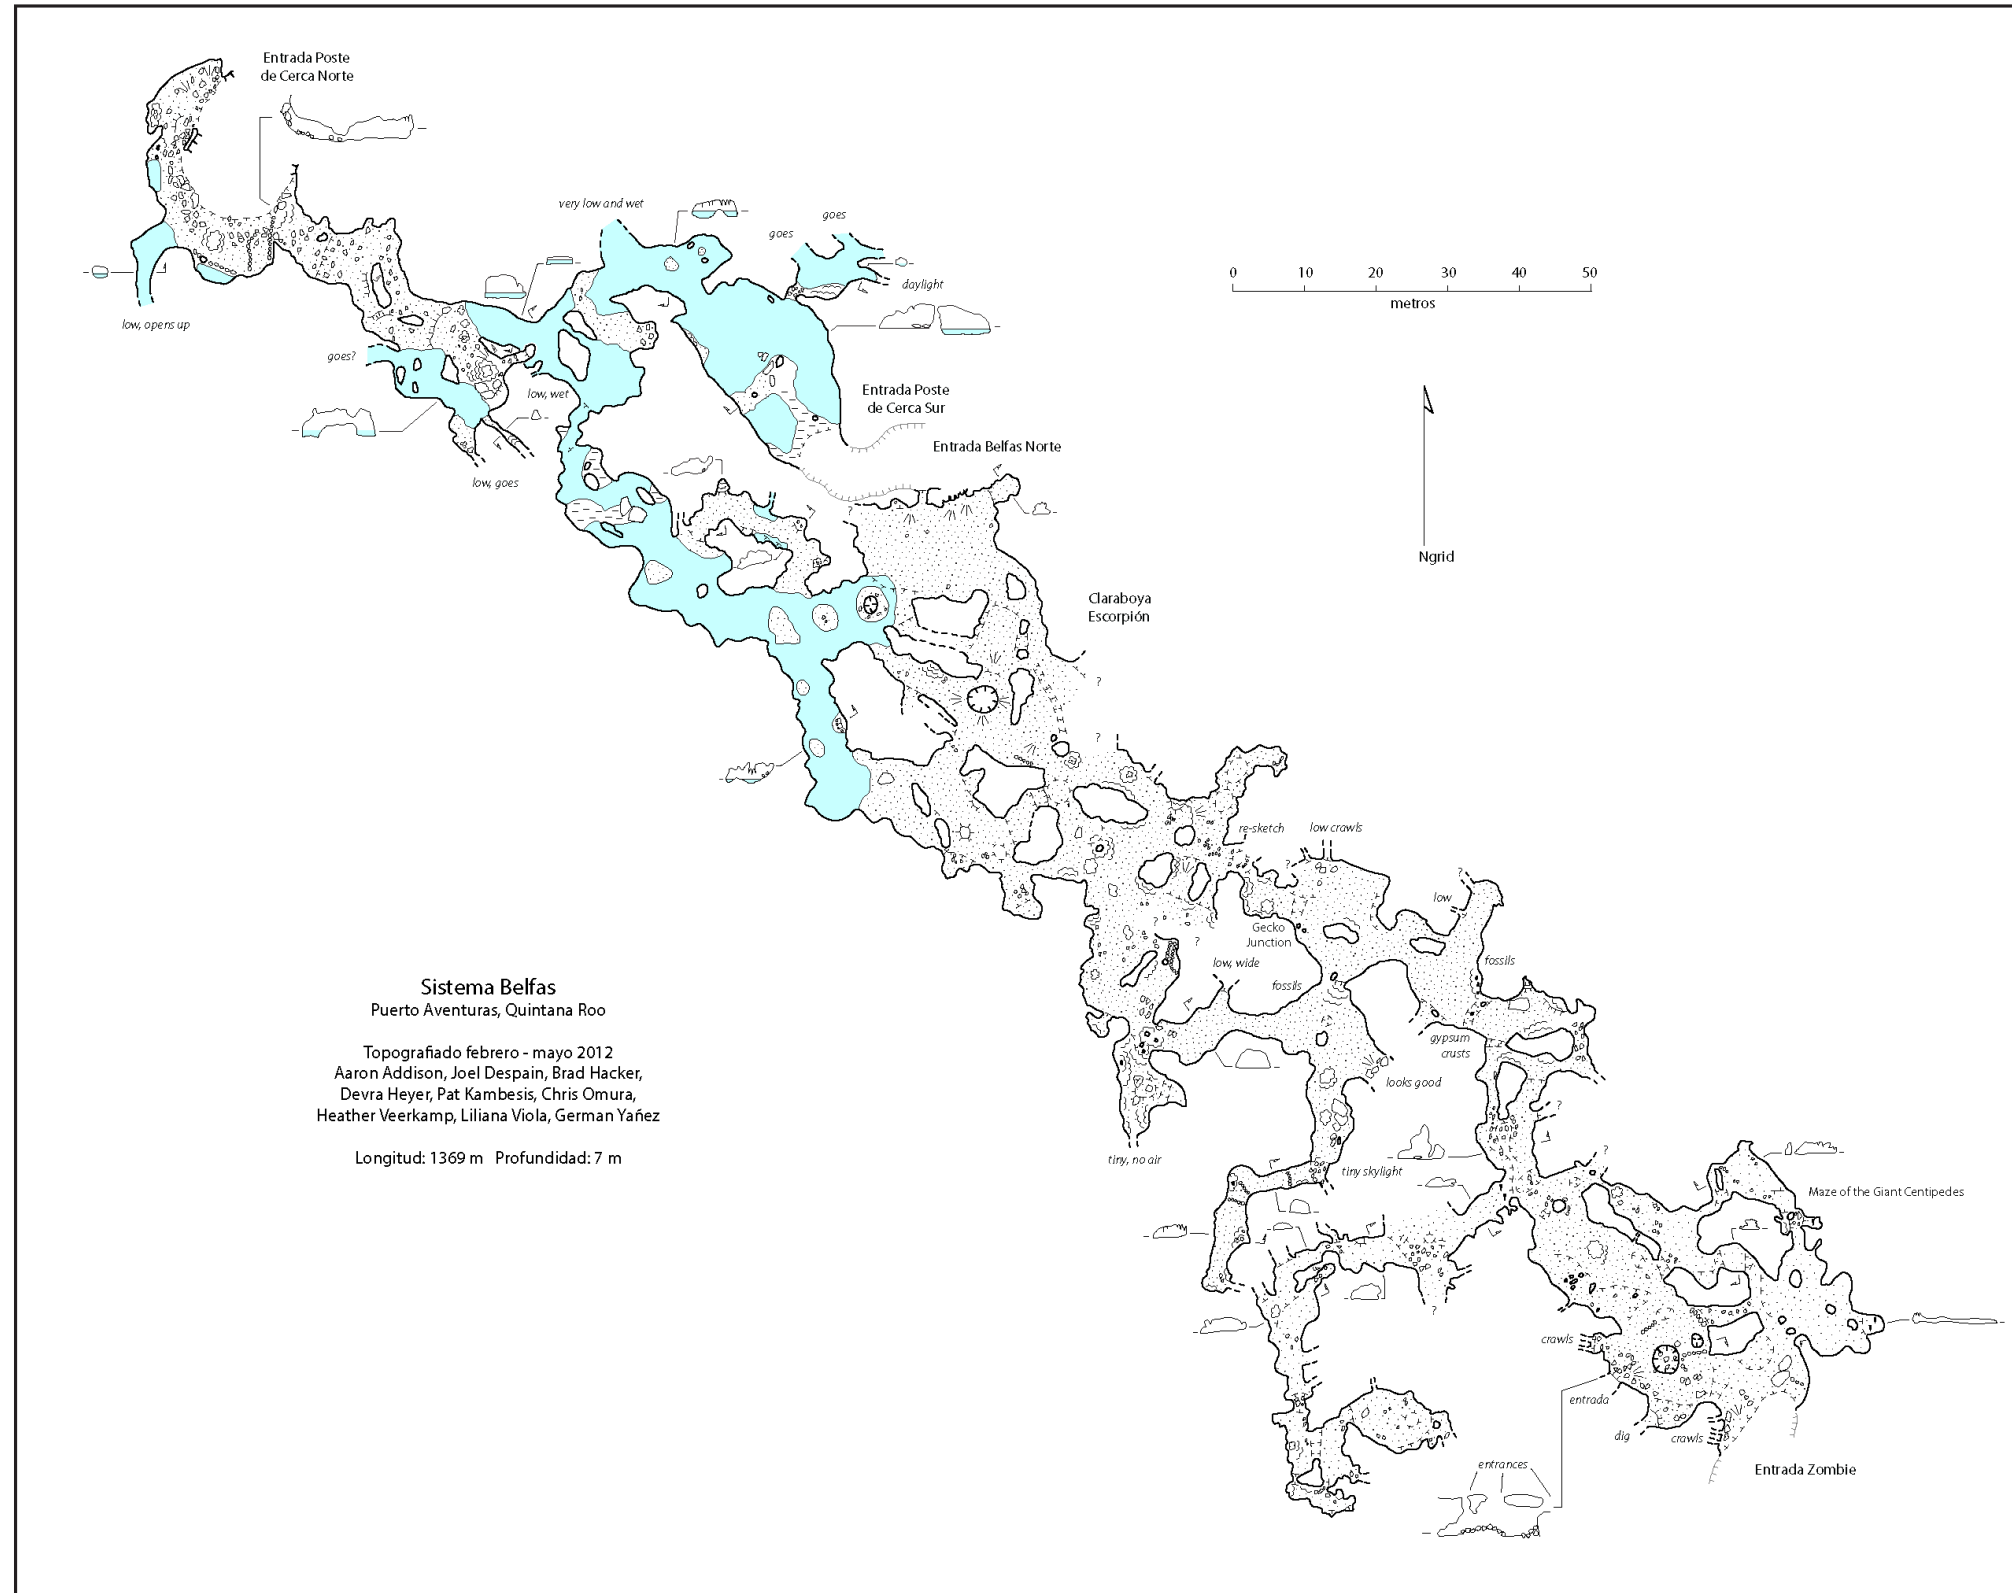 Entrada Poste
de Cerca Norte
very low and wet
goes
goes
daylight
0 10 20 30 40 50
metros
low, opens up
goes?
low, wet
Entrada Poste
de Cerca Sur
Entrada Belfas Norte
low, goes
?
Ngrid
Claraboya
Escorpión
?
?
re-sketch
low crawls
?
?
low
?
Gecko
Junction
?
low, wide
fossils
fossils
Sistema Belfas
Puerto Aventuras, Quintana Roo
Topografiado febrero - mayo 2012
Aaron Addison, Joel Despain, Brad Hacker,
Devra Heyer, Pat Kambesis, Chris Omura,
Heather Veerkamp, Liliana Viola, German Yañez
Longitud: 1369 m Profundidad: 7 m
gypsum
crusts
looks good
?
tiny, no air
tiny skylight
?
Maze of the Giant Centipedes
?
crawls
entrada
dig
crawls
entrances
Entrada Zombie